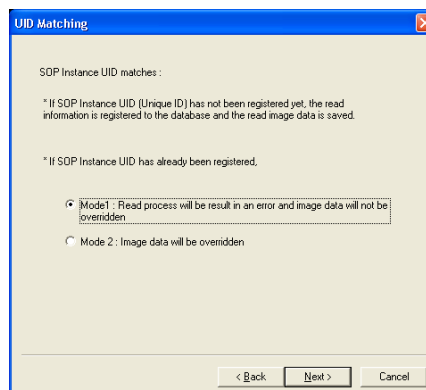 UID Matching
SOP Instance UID matches :
* If SOP Instance UID (Unique ID) has not been registered yet, the read
information is registered to the database and the read image data is saved.
* If SOP Instance UID has already been registered,
Mode1 : Read process will be result in an error and image data will not be
overridden
Mode 2 : Image data will be overridden
< Back
Next >
Cancel